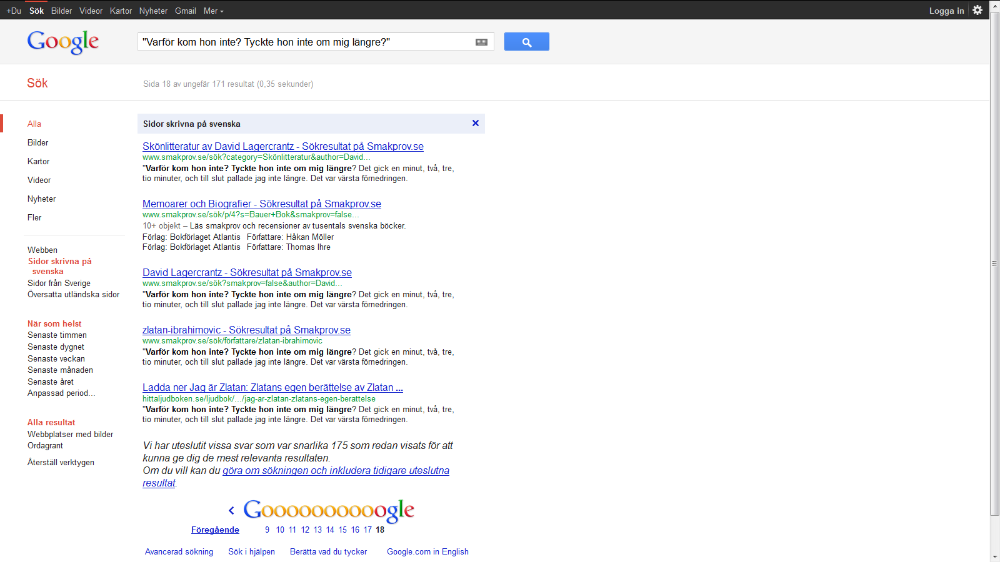 +Du Sök Bilder Videor Kartor Nyheter Gmail Mer Logga in
Google "Varför kom hon inte? Tyckte hon inte om mig längre?"
Sök Sida 18 av ungefär 171 resultat (0,35 sekunder)
Alla
Bilder
Kartor
Videor
Nyheter
Fler
Webben
Sidor skrivna på
svenska
Sidor från Sverige
Översatta utländska sidor
När som helst
Senaste timmen
Senaste dygnet
Senaste veckan
Senaste månaden
Senaste året
Anpassad period...
Alla resultat
Webbplatser med bilder
Ordagrant
Återställ verktygen
Sidor skrivna på svenska
Skönlitteratur av David Lagercrantz - Sökresultat på Smakprov.se
www.smakprov.se/sök?category=Skönlitteratur&author=David...
"Varför kom hon inte? Tyckte hon inte om mig längre? Det gick en minut, två, tre,
tio minuter, och till slut pallade jag inte längre. Det var värsta förnedringen.
Memoarer och Biografier - Sökresultat på Smakprov.se
www.smakprov.se/sök/p/4?s=Bauer+Bok&smakprov=false...
10+ objekt – Läs smakprov och recensioner av tusentals svenska böcker.
Förlag: Bokförlaget Atlantis Författare: Håkan Möller
Förlag: Bokförlaget Atlantis Författare: Thomas Ihre
David Lagercrantz - Sökresultat på Smakprov.se
www.smakprov.se/sök?smakprov=false&author=David...
"Varför kom hon inte? Tyckte hon inte om mig längre? Det gick en minut, två, tre,
tio minuter, och till slut pallade jag inte längre. Det var värsta förnedringen.
zlatan-ibrahimovic - Sökresultat på Smakprov.se
www.smakprov.se/sök/författare/zlatan-ibrahimovic
"Varför kom hon inte? Tyckte hon inte om mig längre? Det gick en minut, två, tre,
tio minuter, och till slut pallade jag inte längre. Det var värsta förnedringen.
Ladda ner Jag är Zlatan: Zlatans egen berättelse av Zlatan ...
hittaljudboken.se/ljudbok/.../jag-ar-zlatan-zlatans-egen-berattelse
"Varför kom hon inte? Tyckte hon inte om mig längre? Det gick en minut, två, tre,
tio minuter, och till slut pallade jag inte längre. Det var värsta förnedringen.
Vi har uteslutit vissa svar som var snarlika 175 som redan visats för att
kunna ge dig de mest relevanta resultaten.
Om du vill kan du göra om sökningen och inkludera tidigare uteslutna
resultat.
Goooooooooogle
Föregående 9 10 11 12 13 14 15 16 17 18
Avancerad sökning Sök i hjälpen Berätta vad du tycker Google.com in English